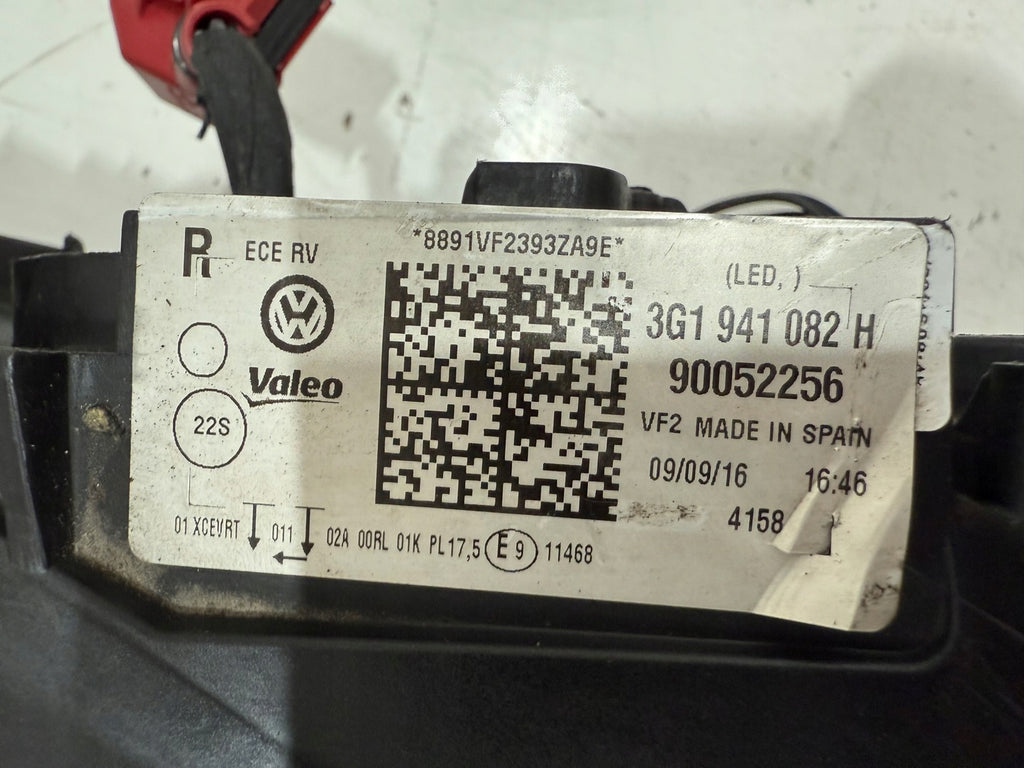 R ECE RV
*8891VF2393ZA9E*
(LED, )
3G1 941 082 H
90052256
Valeo
22S
VF2 MADE IN SPAIN
09/09/16 16:46
4158
01 XCEVRT 011 02A 00RL 01K PL17,5 E9 11468